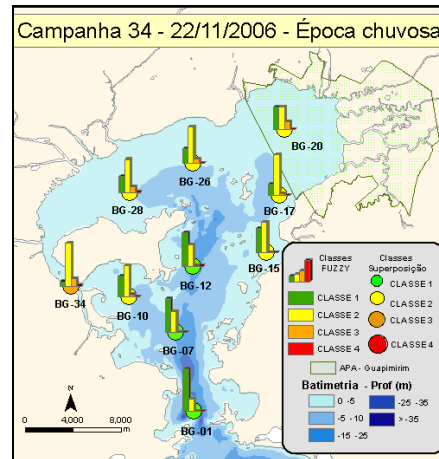 Campanha 34 - 22/11/2006 - Época chuvosa
BG-20
BG-26
BG-28
BG-17
BG-15
BG-12
BG-34
BG-10
BG-07
BG-01
N
0 4,000 8,000
m
Classes FUZZY
CLASSE 1
CLASSE 2
CLASSE 3
CLASSE 4
Classes Superposição
CLASSE 1
CLASSE 2
CLASSE 3
CLASSE 4
APA - Guapimirim
Batimetria - Prof (m)
0 -5
-5 -10
-15 -25
-25 -35
>-35